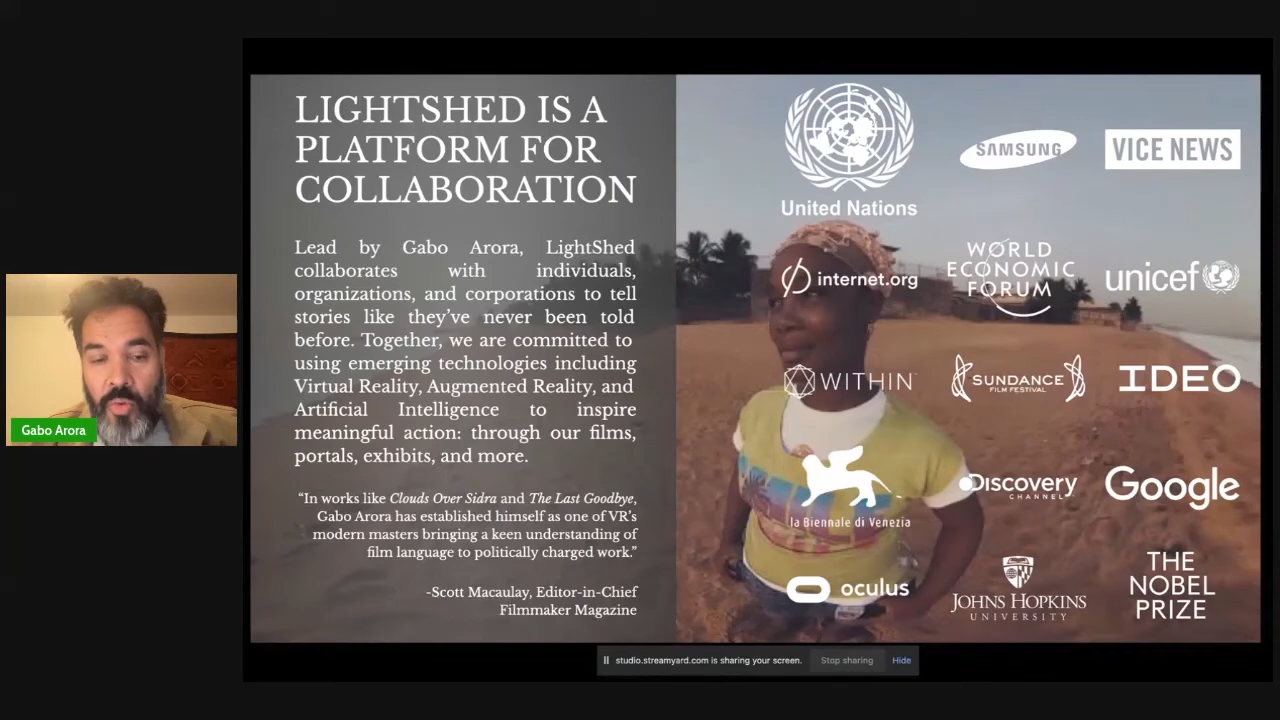 LIGHTSHED IS A
PLATFORM FOR
COLLABORATION
Lead by Gabo Arora, LightShed
collaborates with individuals,
organizations, and corporations to tell
stories like they've never been told
before. Together, we are committed to
using emerging technologies including
Virtual Reality, Augmented Reality, and
Artificial Intelligence to inspire
meaningful action: through our films,
portals, exhibits, and more.
“In works like Clouds Over Sidra and The Last Goodbye,
Gabo Arora has established himself as one of VR's
modern masters bringing a keen understanding of
film language to politically charged work.”
-Scott Macaulay, Editor-in-Chief
Filmmaker Magazine
United Nations
SAMSUNG
VICE NEWS
internet.org
WORLD
ECONOMIC
FORUM
unicef
WITHIN
SUNDANCE
FILM FESTIVAL
IDEO
la Biennale di Venezia
Discovery
CHANNEL
Google
oculus
JOHNS HOPKINS
UNIVERSITY
THE
NOBEL
PRIZE
Gabo Arora
studio.streamyard.com is sharing your screen.
Stop sharing
Hide